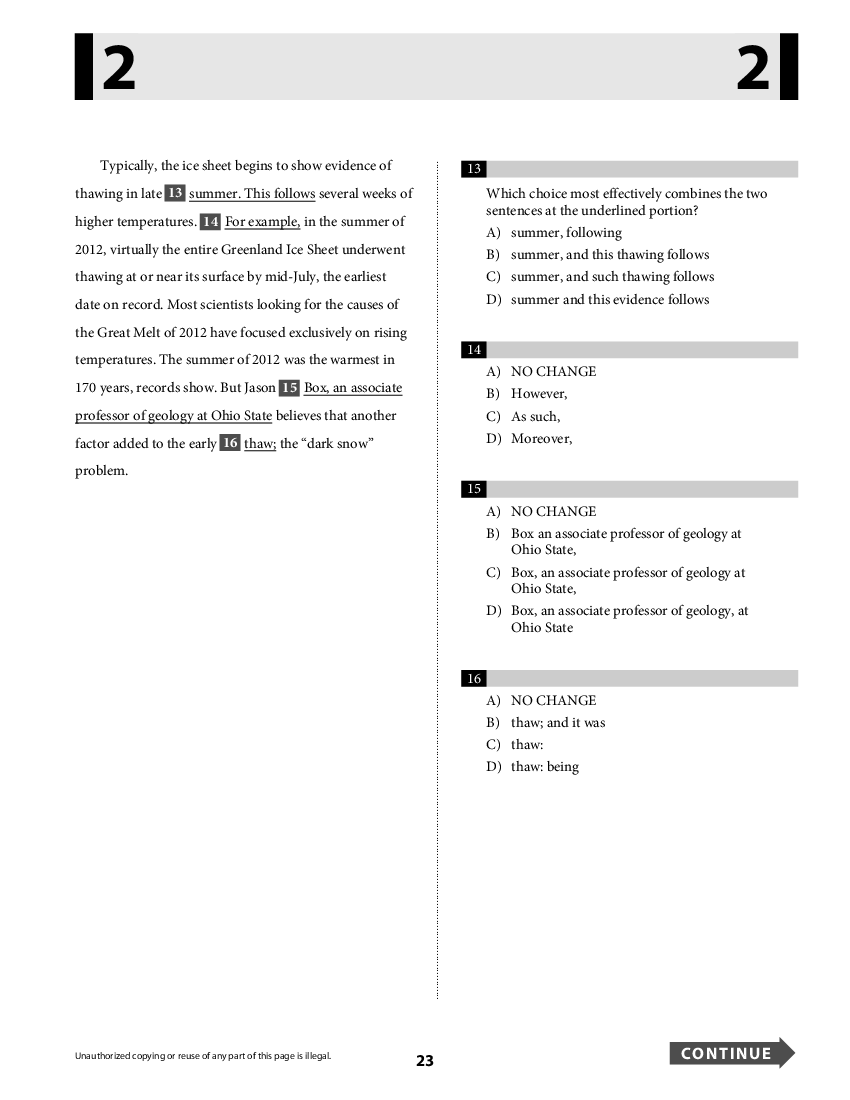 2 2
Typically, the ice sheet begins to show evidence of
thawing in late 13 summer. This follows several weeks of
higher temperatures. 14 For example, in the summer of
2012, virtually the entire Greenland Ice Sheet underwent
thawing at or near its surface by mid-July, the earliest
date on record. Most scientists looking for the causes of
the Great Melt of 2012 have focused exclusively on rising
temperatures. The summer of 2012 was the warmest in
170 years, records show. But Jason 15 Box, an associate
professor of geology at Ohio State believes that another
factor added to the early 16 thaw; the “dark snow”
problem.
13
Which choice most effectively combines the two
sentences at the underlined portion?
A) summer, following
B) summer, and this thawing follows
C) summer, and such thawing follows
D) summer and this evidence follows
14
A) NO CHANGE
B) However,
C) As such,
D) Moreover,
15
A) NO CHANGE
B) Box an associate professor of geology at
Ohio State,
C) Box, an associate professor of geology at
Ohio State,
D) Box, an associate professor of geology, at
Ohio State
16
A) NO CHANGE
B) thaw; and it was
C) thaw:
D) thaw: being
Unauthorized copying or reuse of any part of this page is illegal.
23
CONTINUE